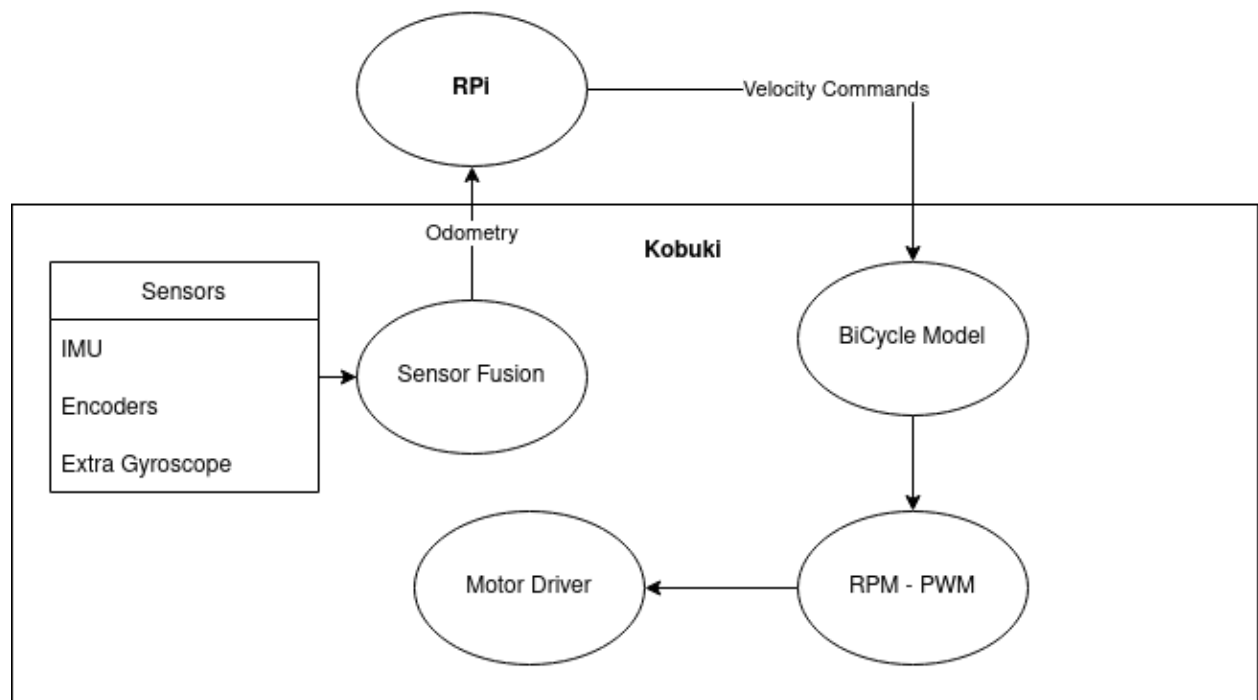 RPi
Velocity Commands
Odometry
Kobuki
Sensors
IMU
Encoders
Extra Gyroscope
Sensor Fusion
BiCycle Model
Motor Driver
RPM - PWM